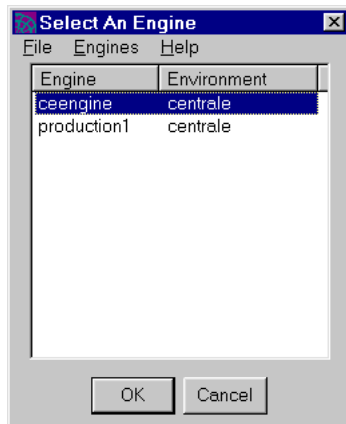 Select An Engine
File Engines Help
Engine Environment
ceengine centrale
production1 centrale
OK Cancel